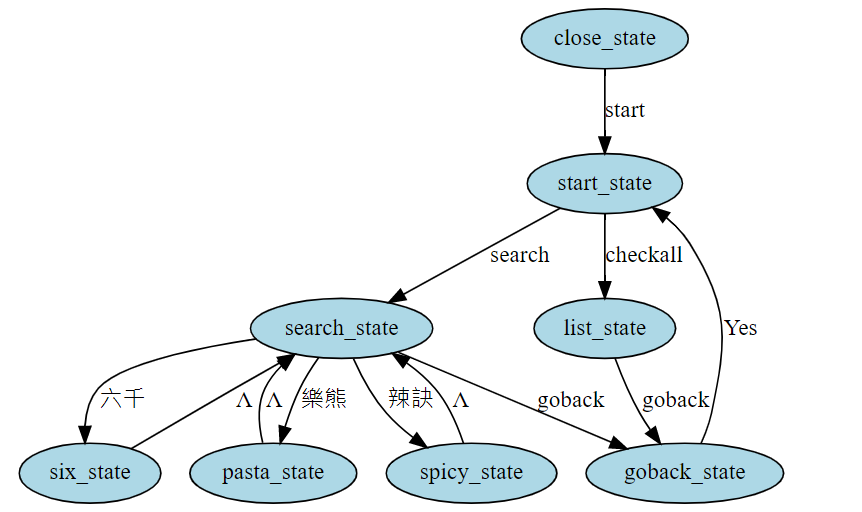 close_state
start
start_state
search
checkall
search_state
list_state
Yes
六千
Λ
Λ
樂熊
辣訣
Λ
goback
goback
six_state
pasta_state
spicy_state
goback_state